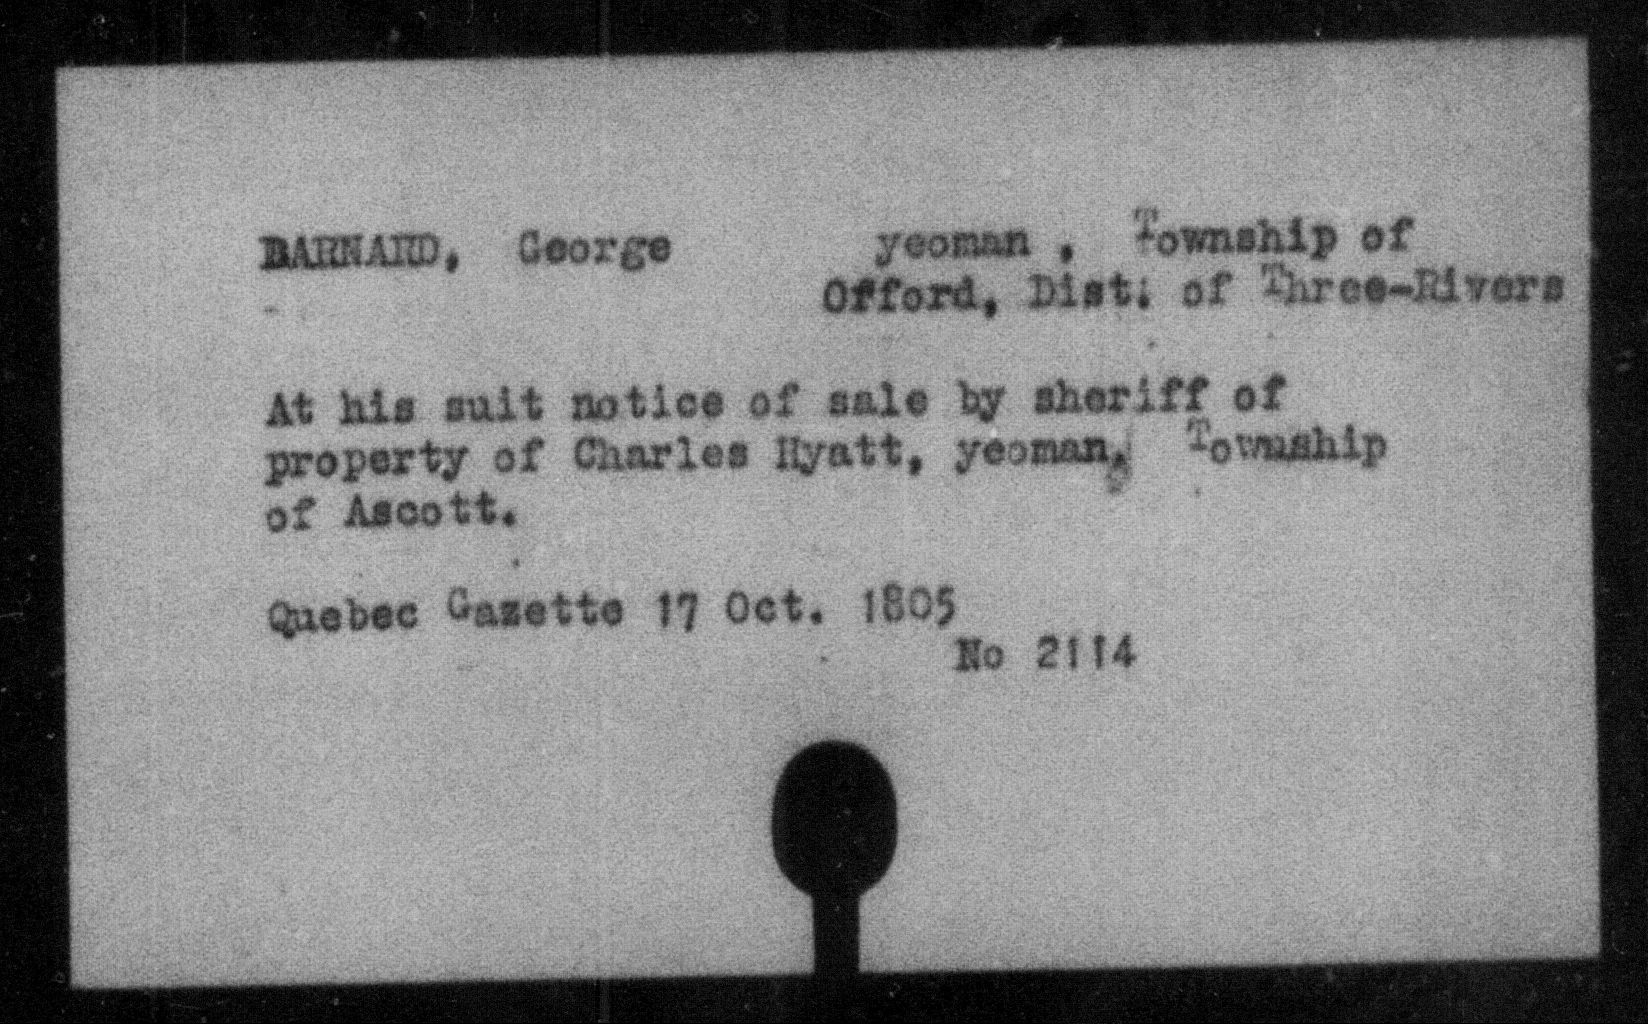 BARNARD, George yeoman , Township of
Offord, Dist. of Three-Rivers
At his suit notice of sale by sheriff of
property of Charles Hyatt, yeoman, Township
of Ascott.
Quebec Gazette 17 Oct. 1805
No 2114